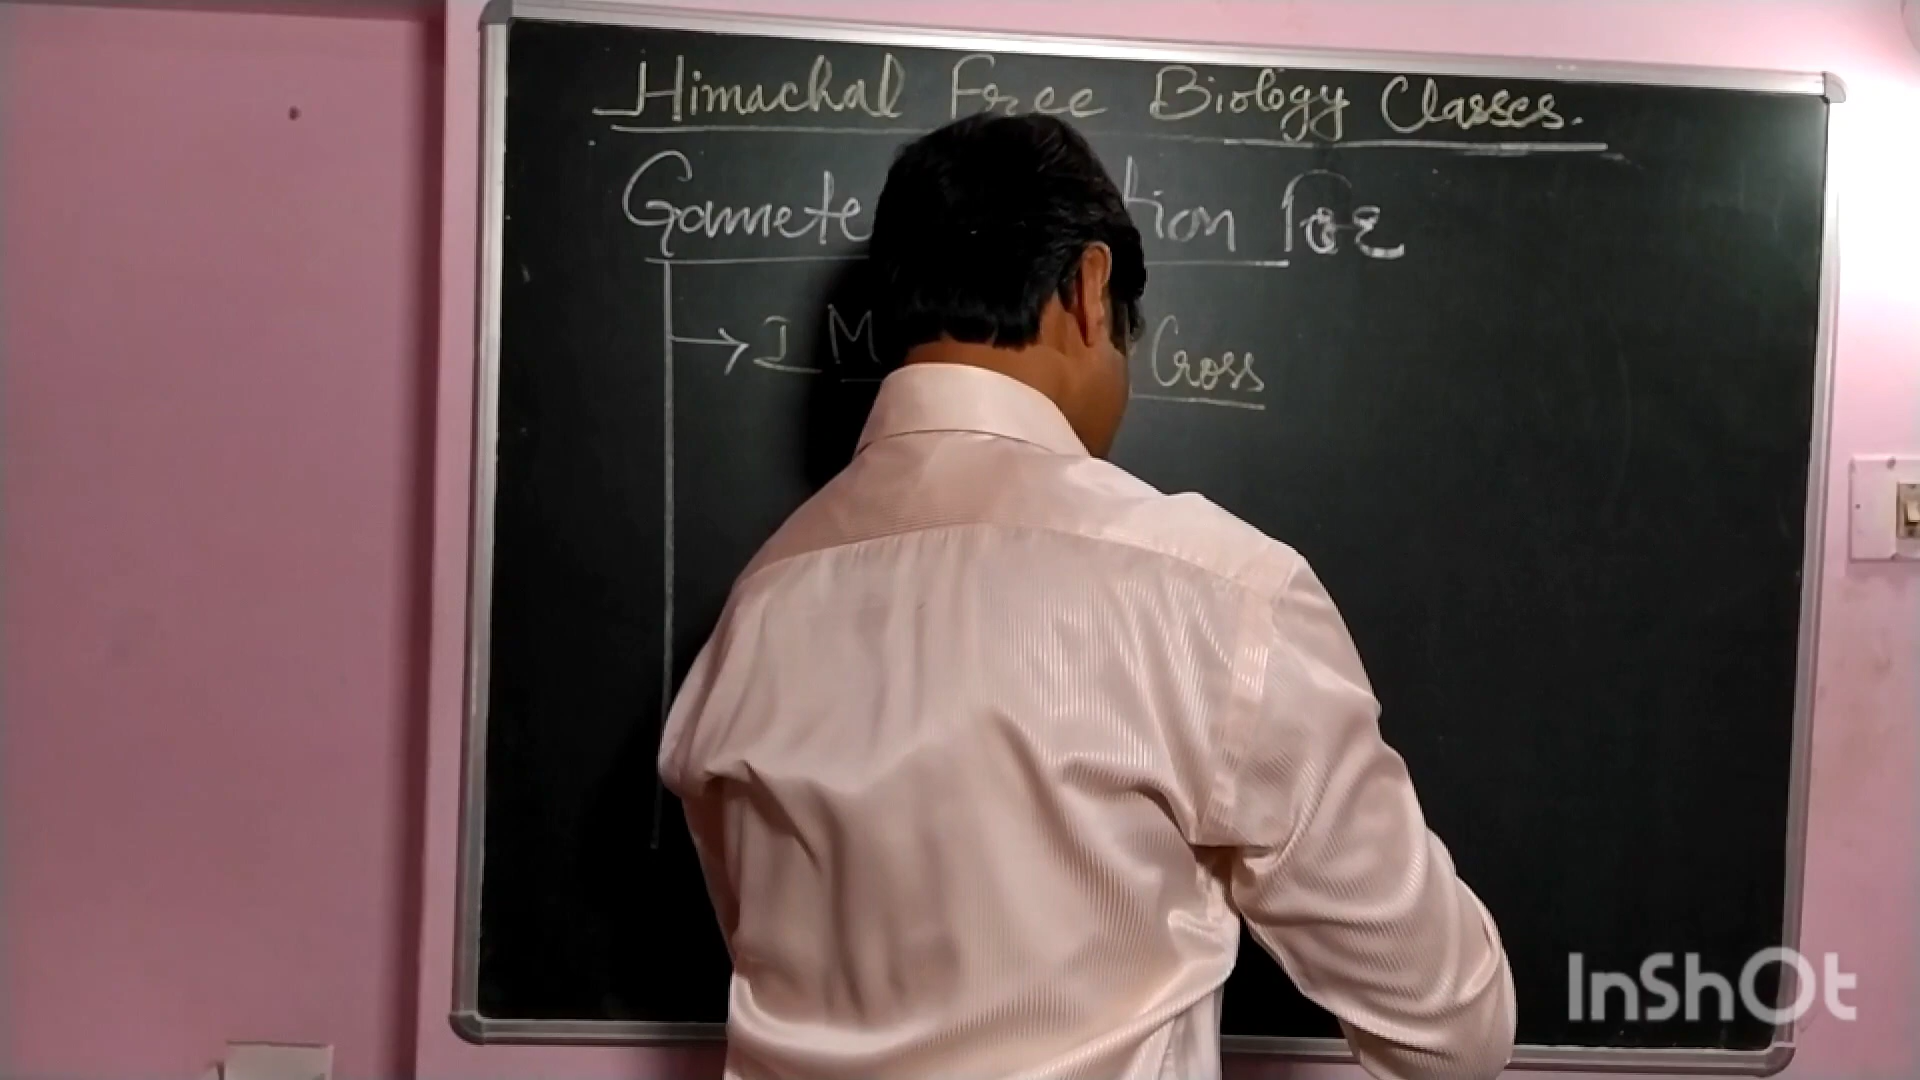 Himachal Free Biology Classes.
Gamete tion for
I M Cross
InShOt